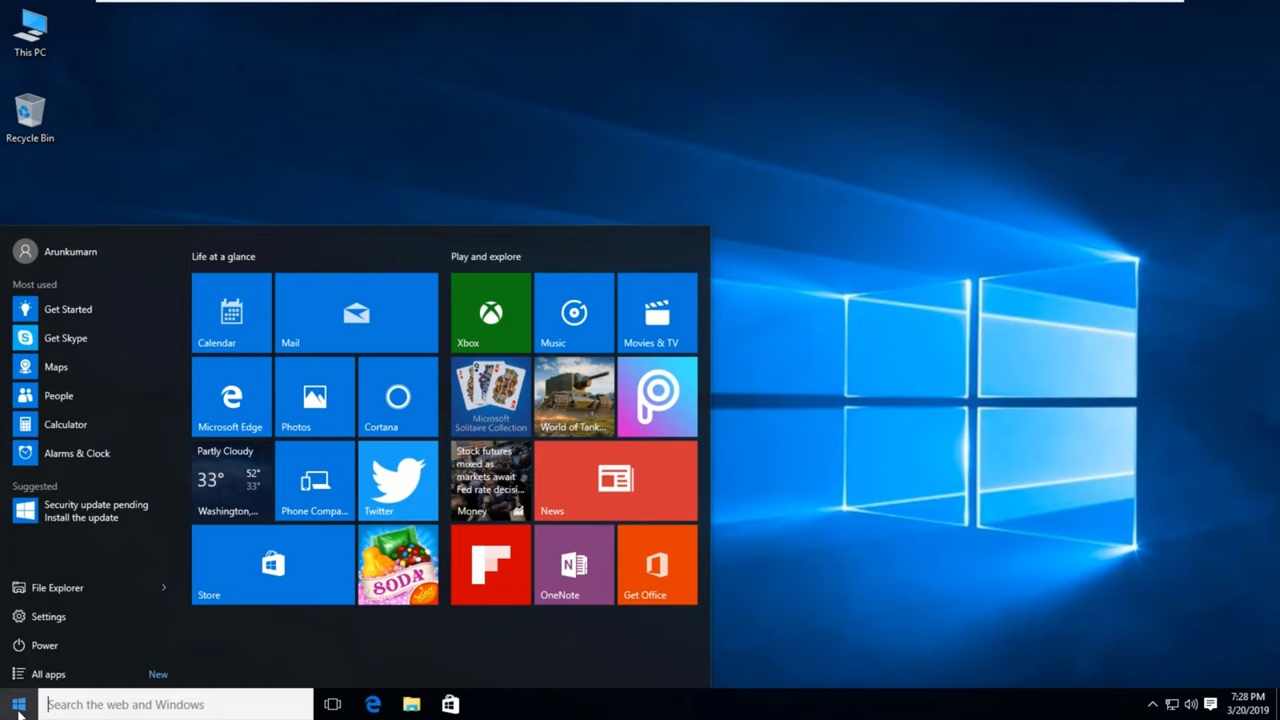 This PC
Recycle Bin
Arunkumarn
Most used
Get Started
Get Skype
Maps
People
Calculator
Alarms & Clock
Suggested
Security update pending
Install the update
File Explorer
Settings
Power
All apps
New
Life at a glance
Calendar
Mail
Microsoft Edge
Photos
Cortana
Partly Cloudy
33°
52°
33°
Washington,...
Phone Compa...
Twitter
Store
SODA
King
Play and explore
Xbox
Music
Movies & TV
Microsoft
Solitaire Collection
World of Tank...
Stock futures
mixed as
markets await
Fed rate decisi...
Money
News
OneNote
Get Office
Search the web and Windows
7:28 PM
3/20/2019